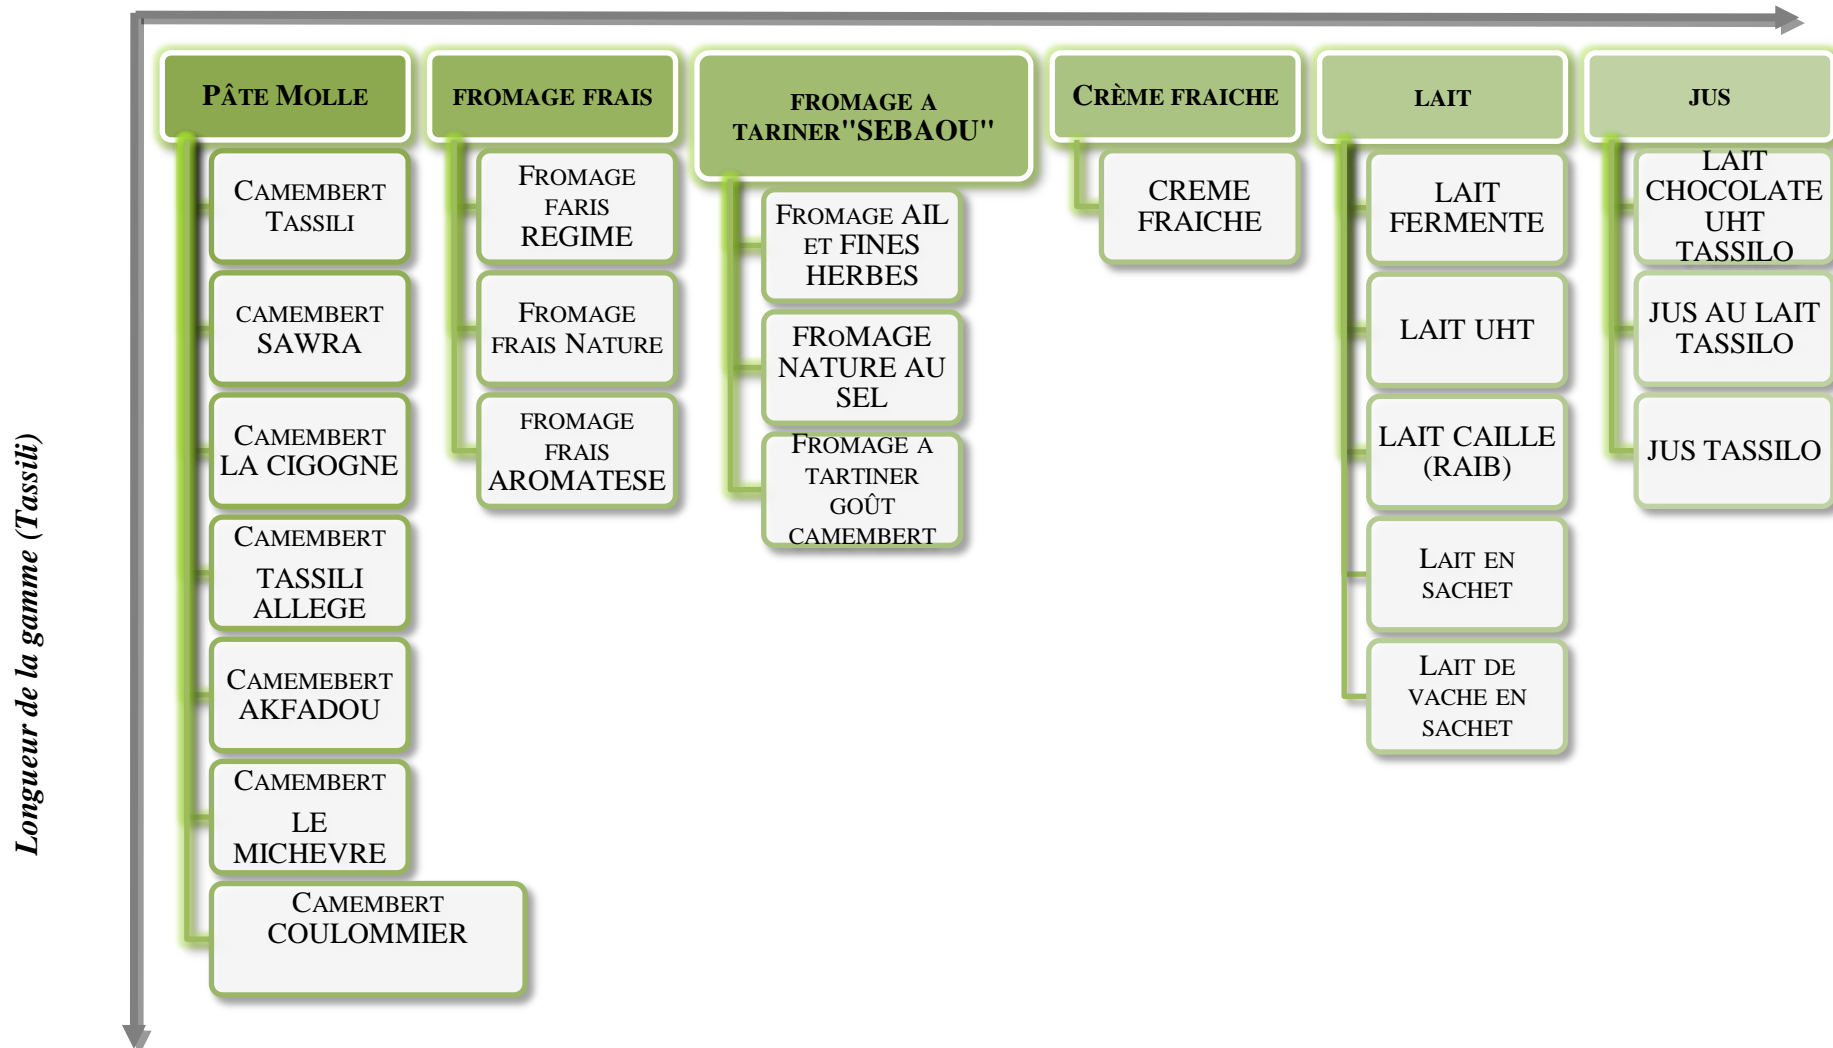 Longueur de la gamme (Tassili)
PÂTE MOLLE
CAMEMBERT
TASSILI
CAMEMBERT
SAWRA
CAMEMBERT
LA CIGOGNE
CAMEMBERT
TASSILI
ALLEGE
CAMEMEBERT
AKFADOU
CAMEMBERT
LE
MICHEVRE
CAMEMBERT
COULOMMIER
FROMAGE FRAIS
FROMAGE
FARIS
REGIME
FROMAGE
FRAIS NATURE
FROMAGE
FRAIS
AROMATESE
FROMAGE A
TARINER"SEBAOU"
FROMAGE AIL
ET FINES
HERBES
FROMAGE
NATURE AU
SEL
FROMAGE A
TARTINER
GOÛT
CAMEMBERT
CRÈME FRAICHE
CREME
FRAICHE
LAIT
LAIT
FERMENTE
LAIT UHT
LAIT CAILLE
(RAIB)
LAIT EN
SACHET
LAIT DE
VACHE EN
SACHET
JUS
LAIT
CHOCOLATE
UHT
TASSILO
JUS AU LAIT
TASSILO
JUS TASSILO